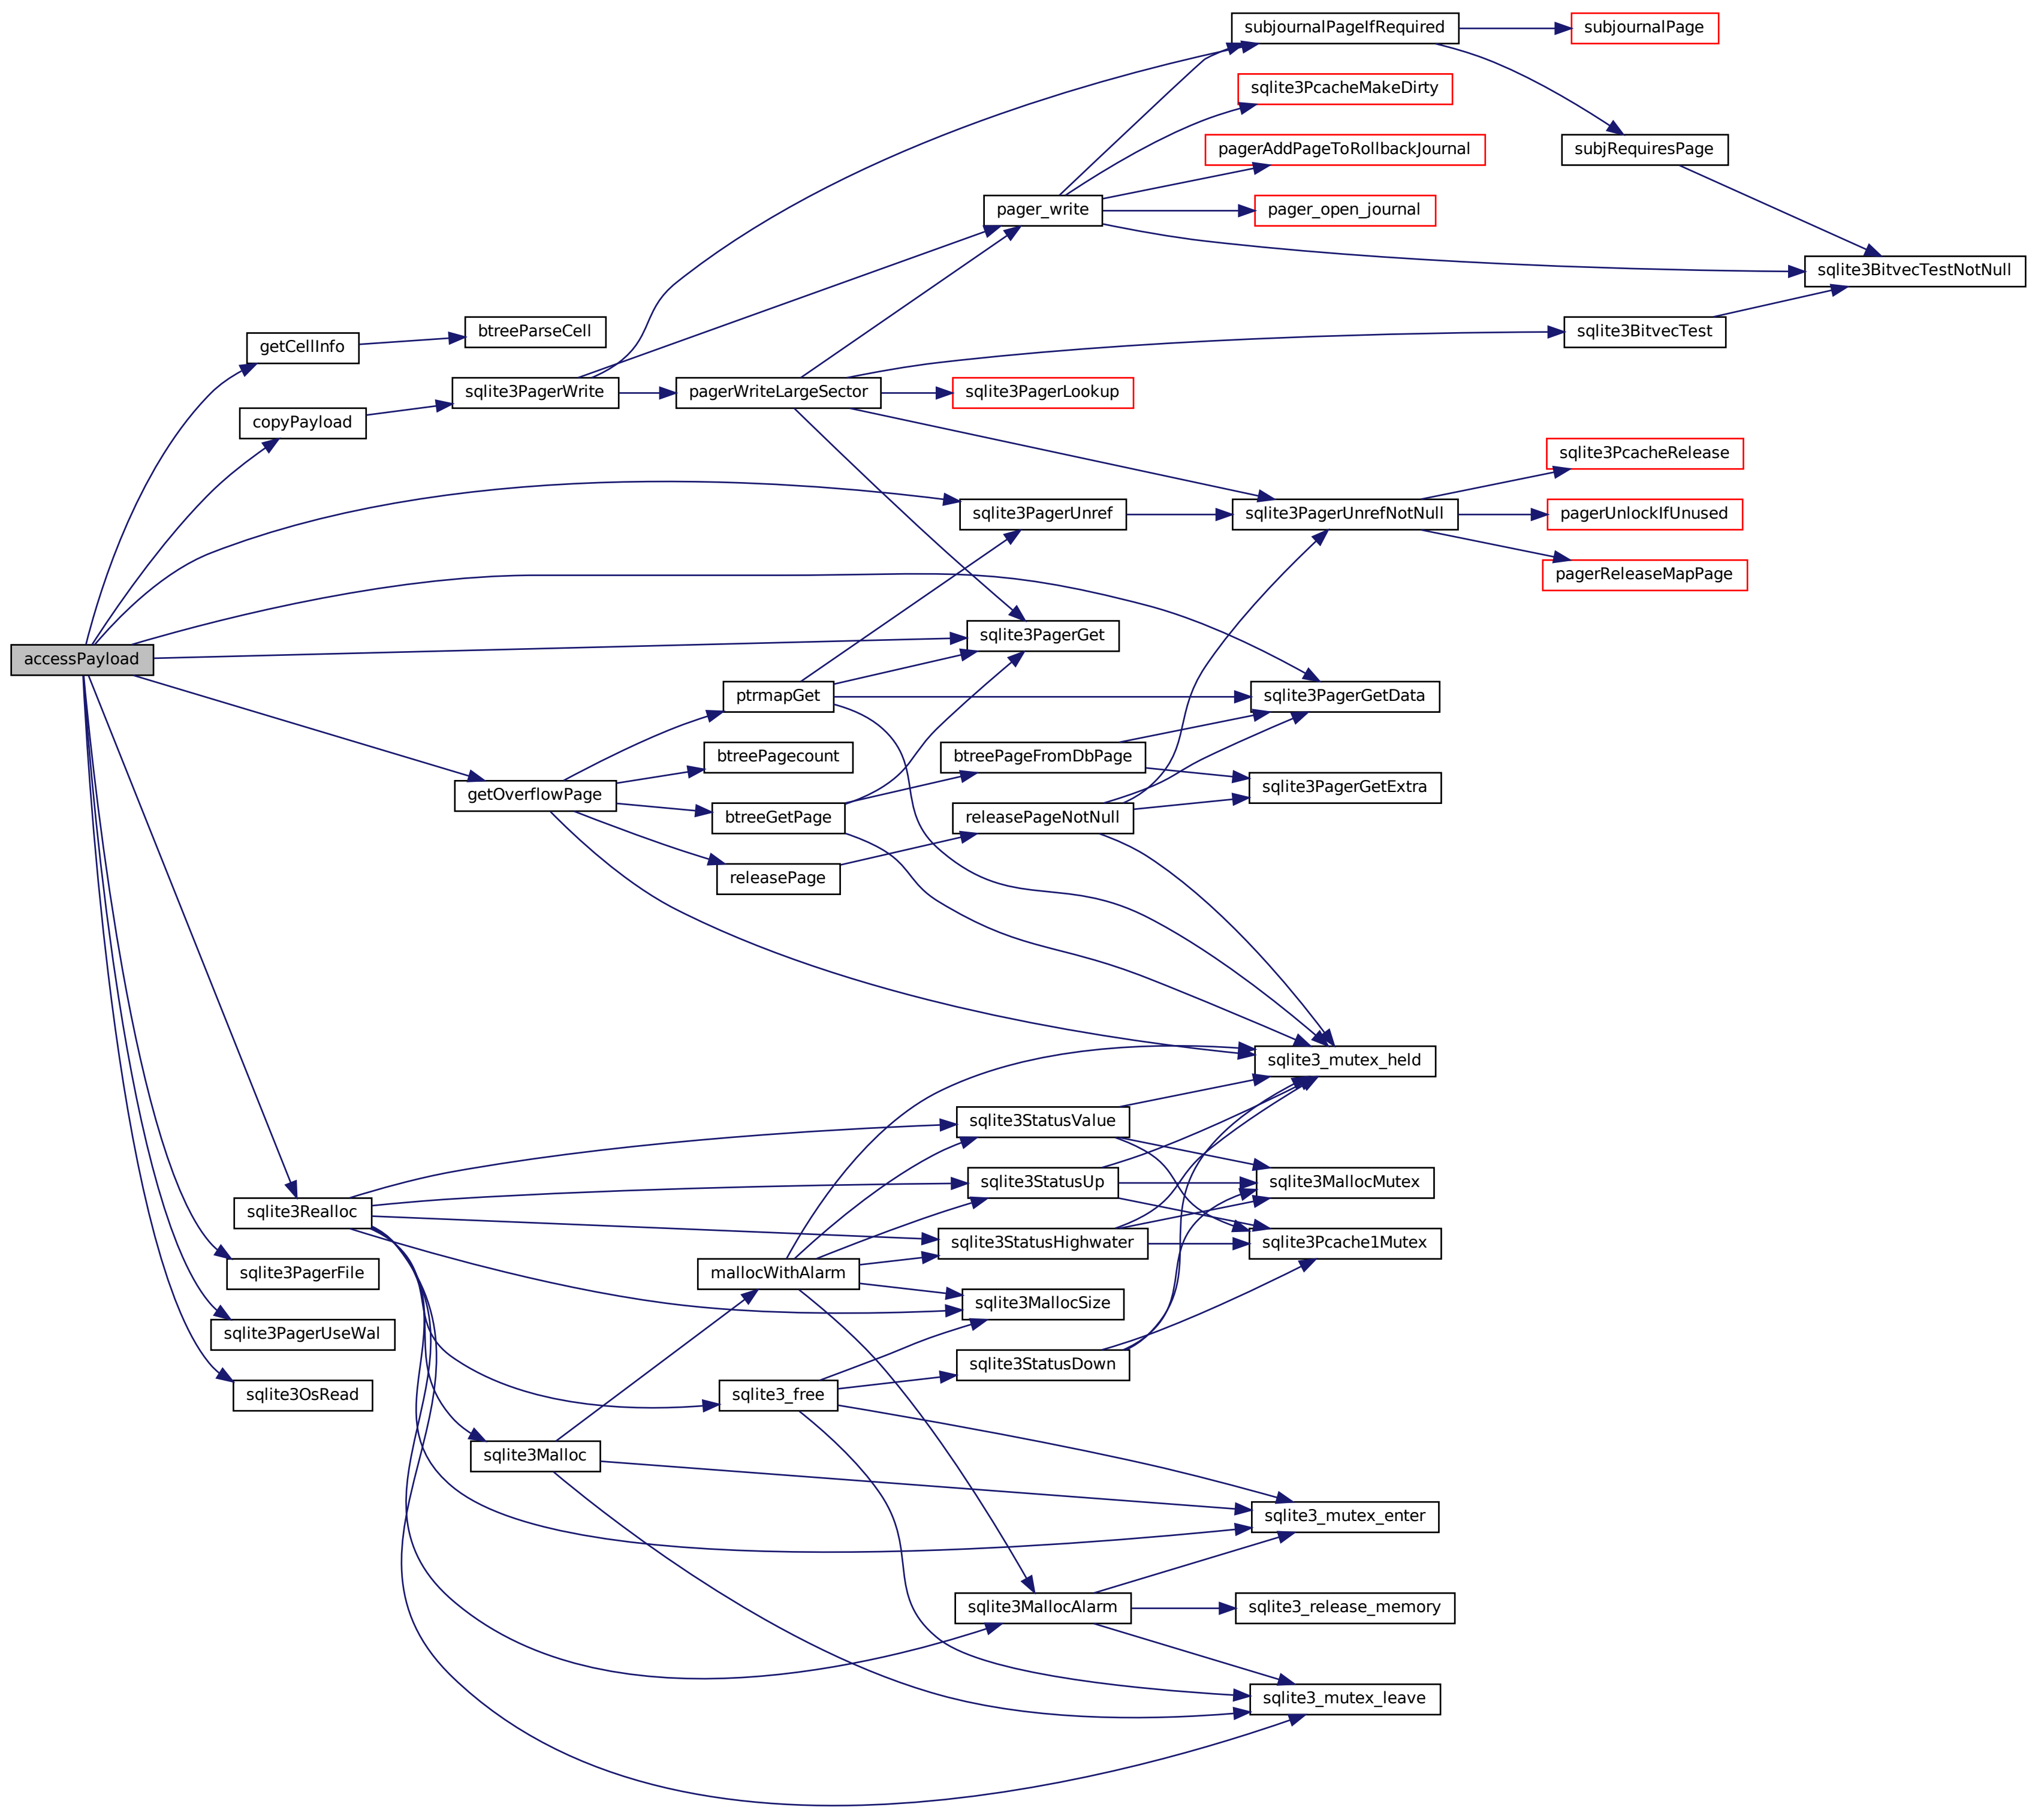 subjournalPageIfRequired
subjournalPage
sqlite3PcacheMakeDirty
pagerAddPageToRollbackJournal
subjRequiresPage
pager_write
pager_open_journal
sqlite3BitvecTestNotNull
btreeParseCell
sqlite3BitvecTest
getCellInfo
sqlite3PagerWrite
pagerWriteLargeSector
sqlite3PagerLookup
copyPayload
sqlite3PcacheRelease
sqlite3PagerUnref
sqlite3PagerUnrefNotNull
pagerUnlockIfUnused
pagerReleaseMapPage
sqlite3PagerGet
accessPayload
ptrmapGet
sqlite3PagerGetData
btreePagecount
btreePageFromDbPage
sqlite3PagerGetExtra
getOverflowPage
btreeGetPage
releasePageNotNull
releasePage
sqlite3_mutex_held
sqlite3StatusValue
sqlite3StatusUp
sqlite3MallocMutex
sqlite3Realloc
sqlite3StatusHighwater
sqlite3Pcache1Mutex
sqlite3PagerFile
mallocWithAlarm
sqlite3MallocSize
sqlite3PagerUseWal
sqlite3StatusDown
sqlite3OsRead
sqlite3_free
sqlite3Malloc
sqlite3_mutex_enter
sqlite3MallocAlarm
sqlite3_release_memory
sqlite3_mutex_leave